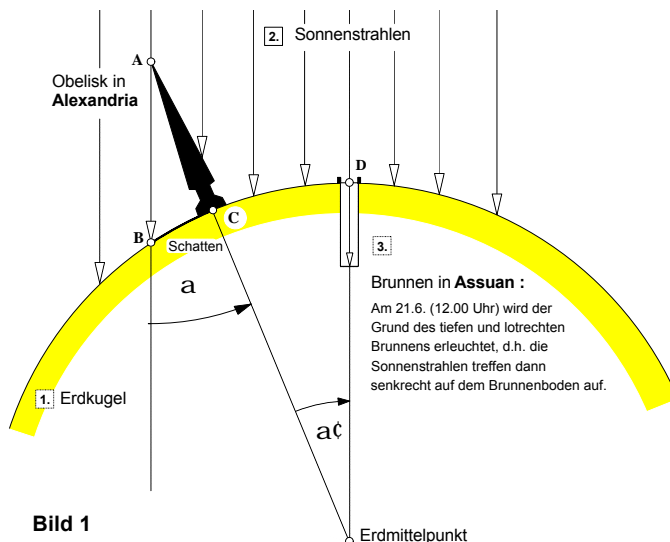 A
2. Sonnenstrahlen
Obelisk in
Alexandria
D
C
B
Schatten
3.
a
Brunnen in Assuan :
Am 21.6. (12.00 Uhr) wird der
Grund des tiefen und lotrechten
Brunnens erleuchtet, d.h. die
Sonnenstrahlen treffen dann
senkrecht auf dem Brunnenboden auf.
1. Erdkugel
a¢
Bild 1
Erdmittelpunkt